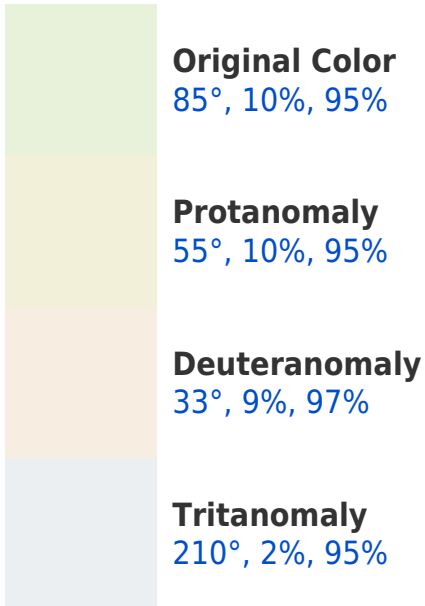 Original Color
85°, 10%, 95%
Protanomaly
55°, 10%, 95%
Deuteranomaly
33°, 9%, 97%
Tritanomaly
210°, 2%, 95%